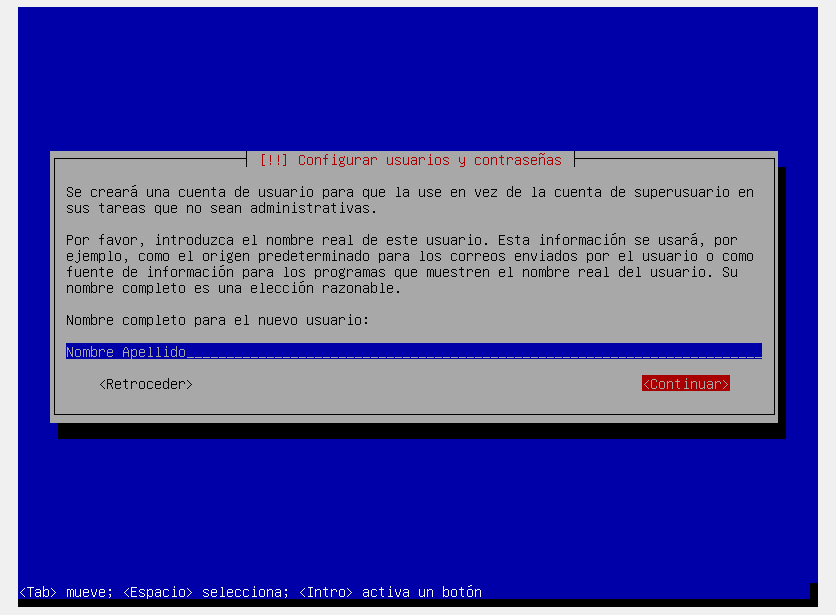 [!!] Configurar usuarios y contraseñas
Se creará una cuenta de usuario para que la use en vez de la cuenta de superusuario en
sus tareas que no sean administrativas.
Por favor, introduzca el nombre real de este usuario. Esta información se usará, por
ejemplo, como el origen predeterminado para los correos enviados por el usuario o como
fuente de información para los programas que muestren el nombre real del usuario. Su
nombre completo es una elección razonable.
Nombre completo para el nuevo usuario:
Nombre Apellido
<Retroceder> <Continuar>
<Tab> mueve; <Espacio> selecciona; <Intro> activa un botón